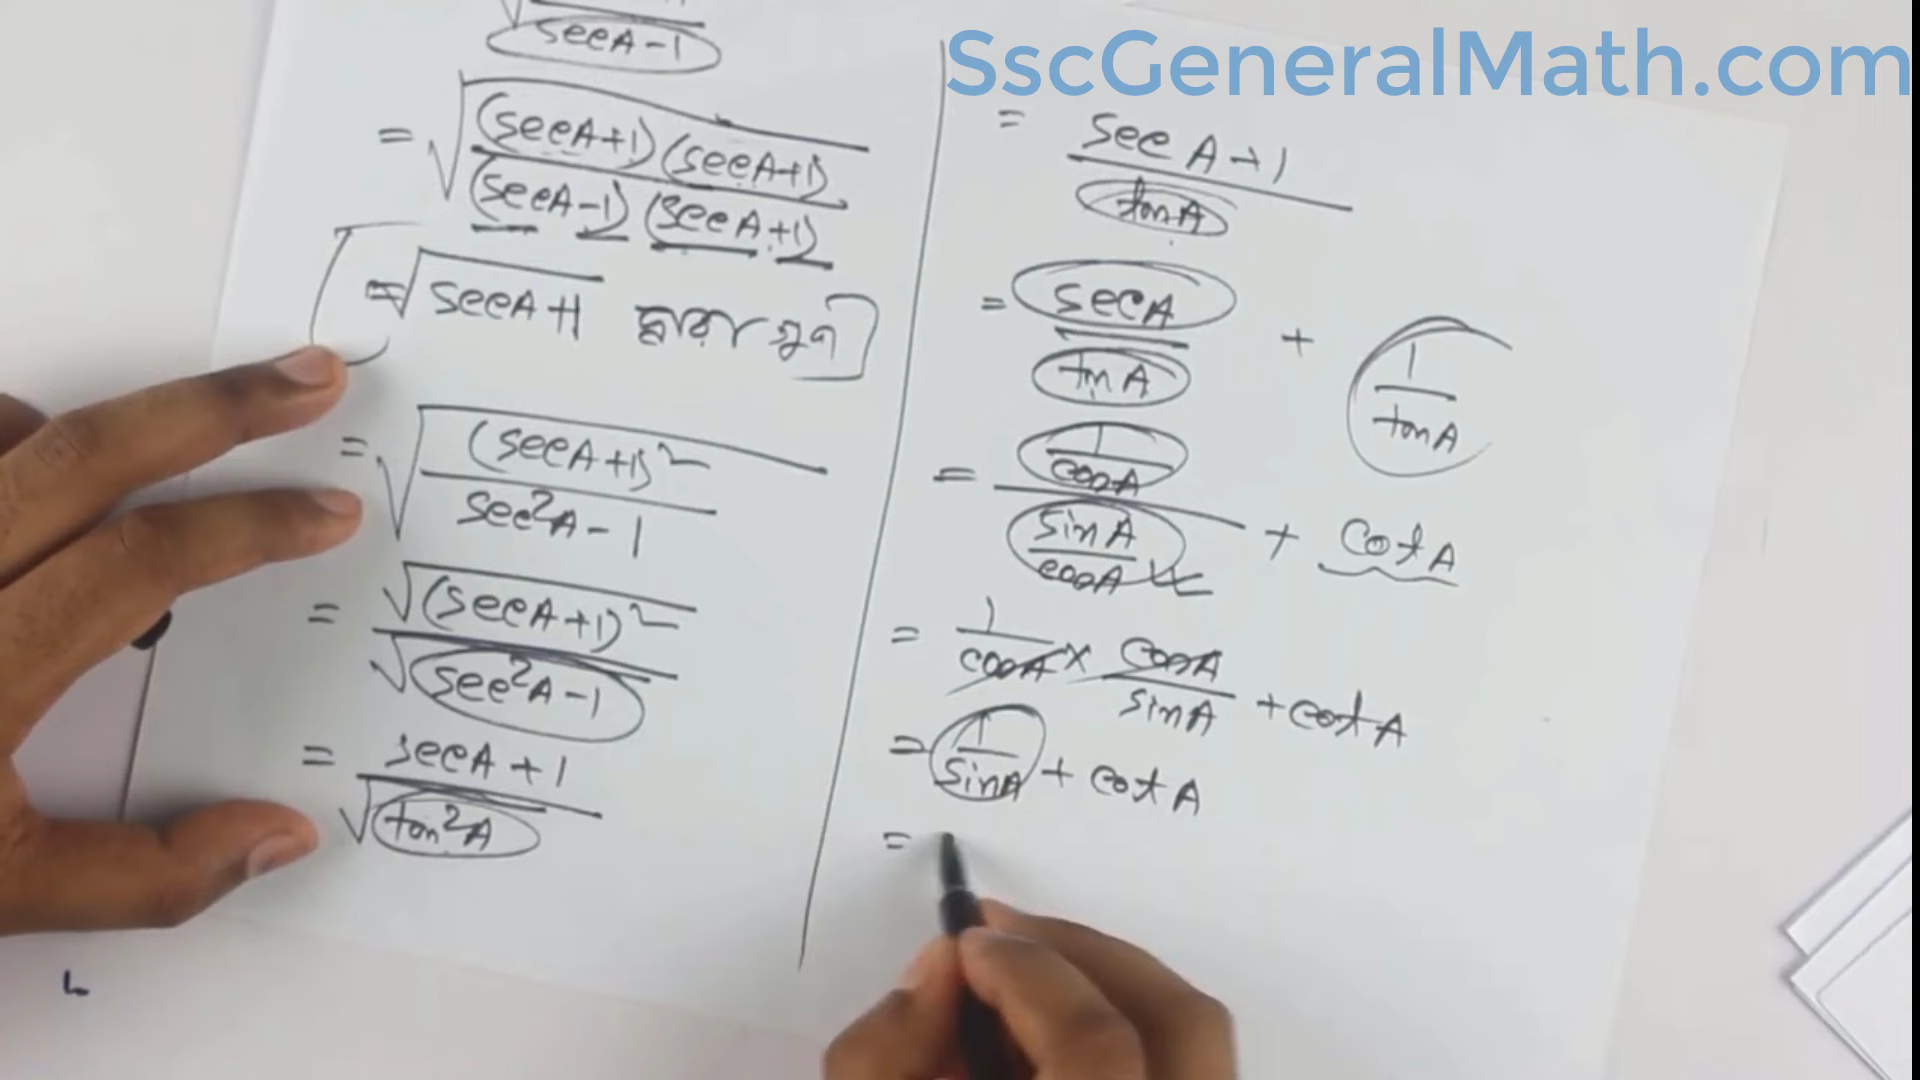 SscGeneralMath.com
secA-1
= √((secA+1)(secA+1)
(secA-1)(secA+1))
= √secA+1 দ্বারা গুন
= √((secA+1)²
sec²A-1)
= √(secA+1)²
√sec²A-1
= secA+1
√tan²A
= sec A+1
tanA
= secA/tanA + 1/tanA
= (1/cosA)/(sinA/cosA) + cotA
= 1/cosA × cosA/sinA + cotA
= 1/sinA + cotA
=